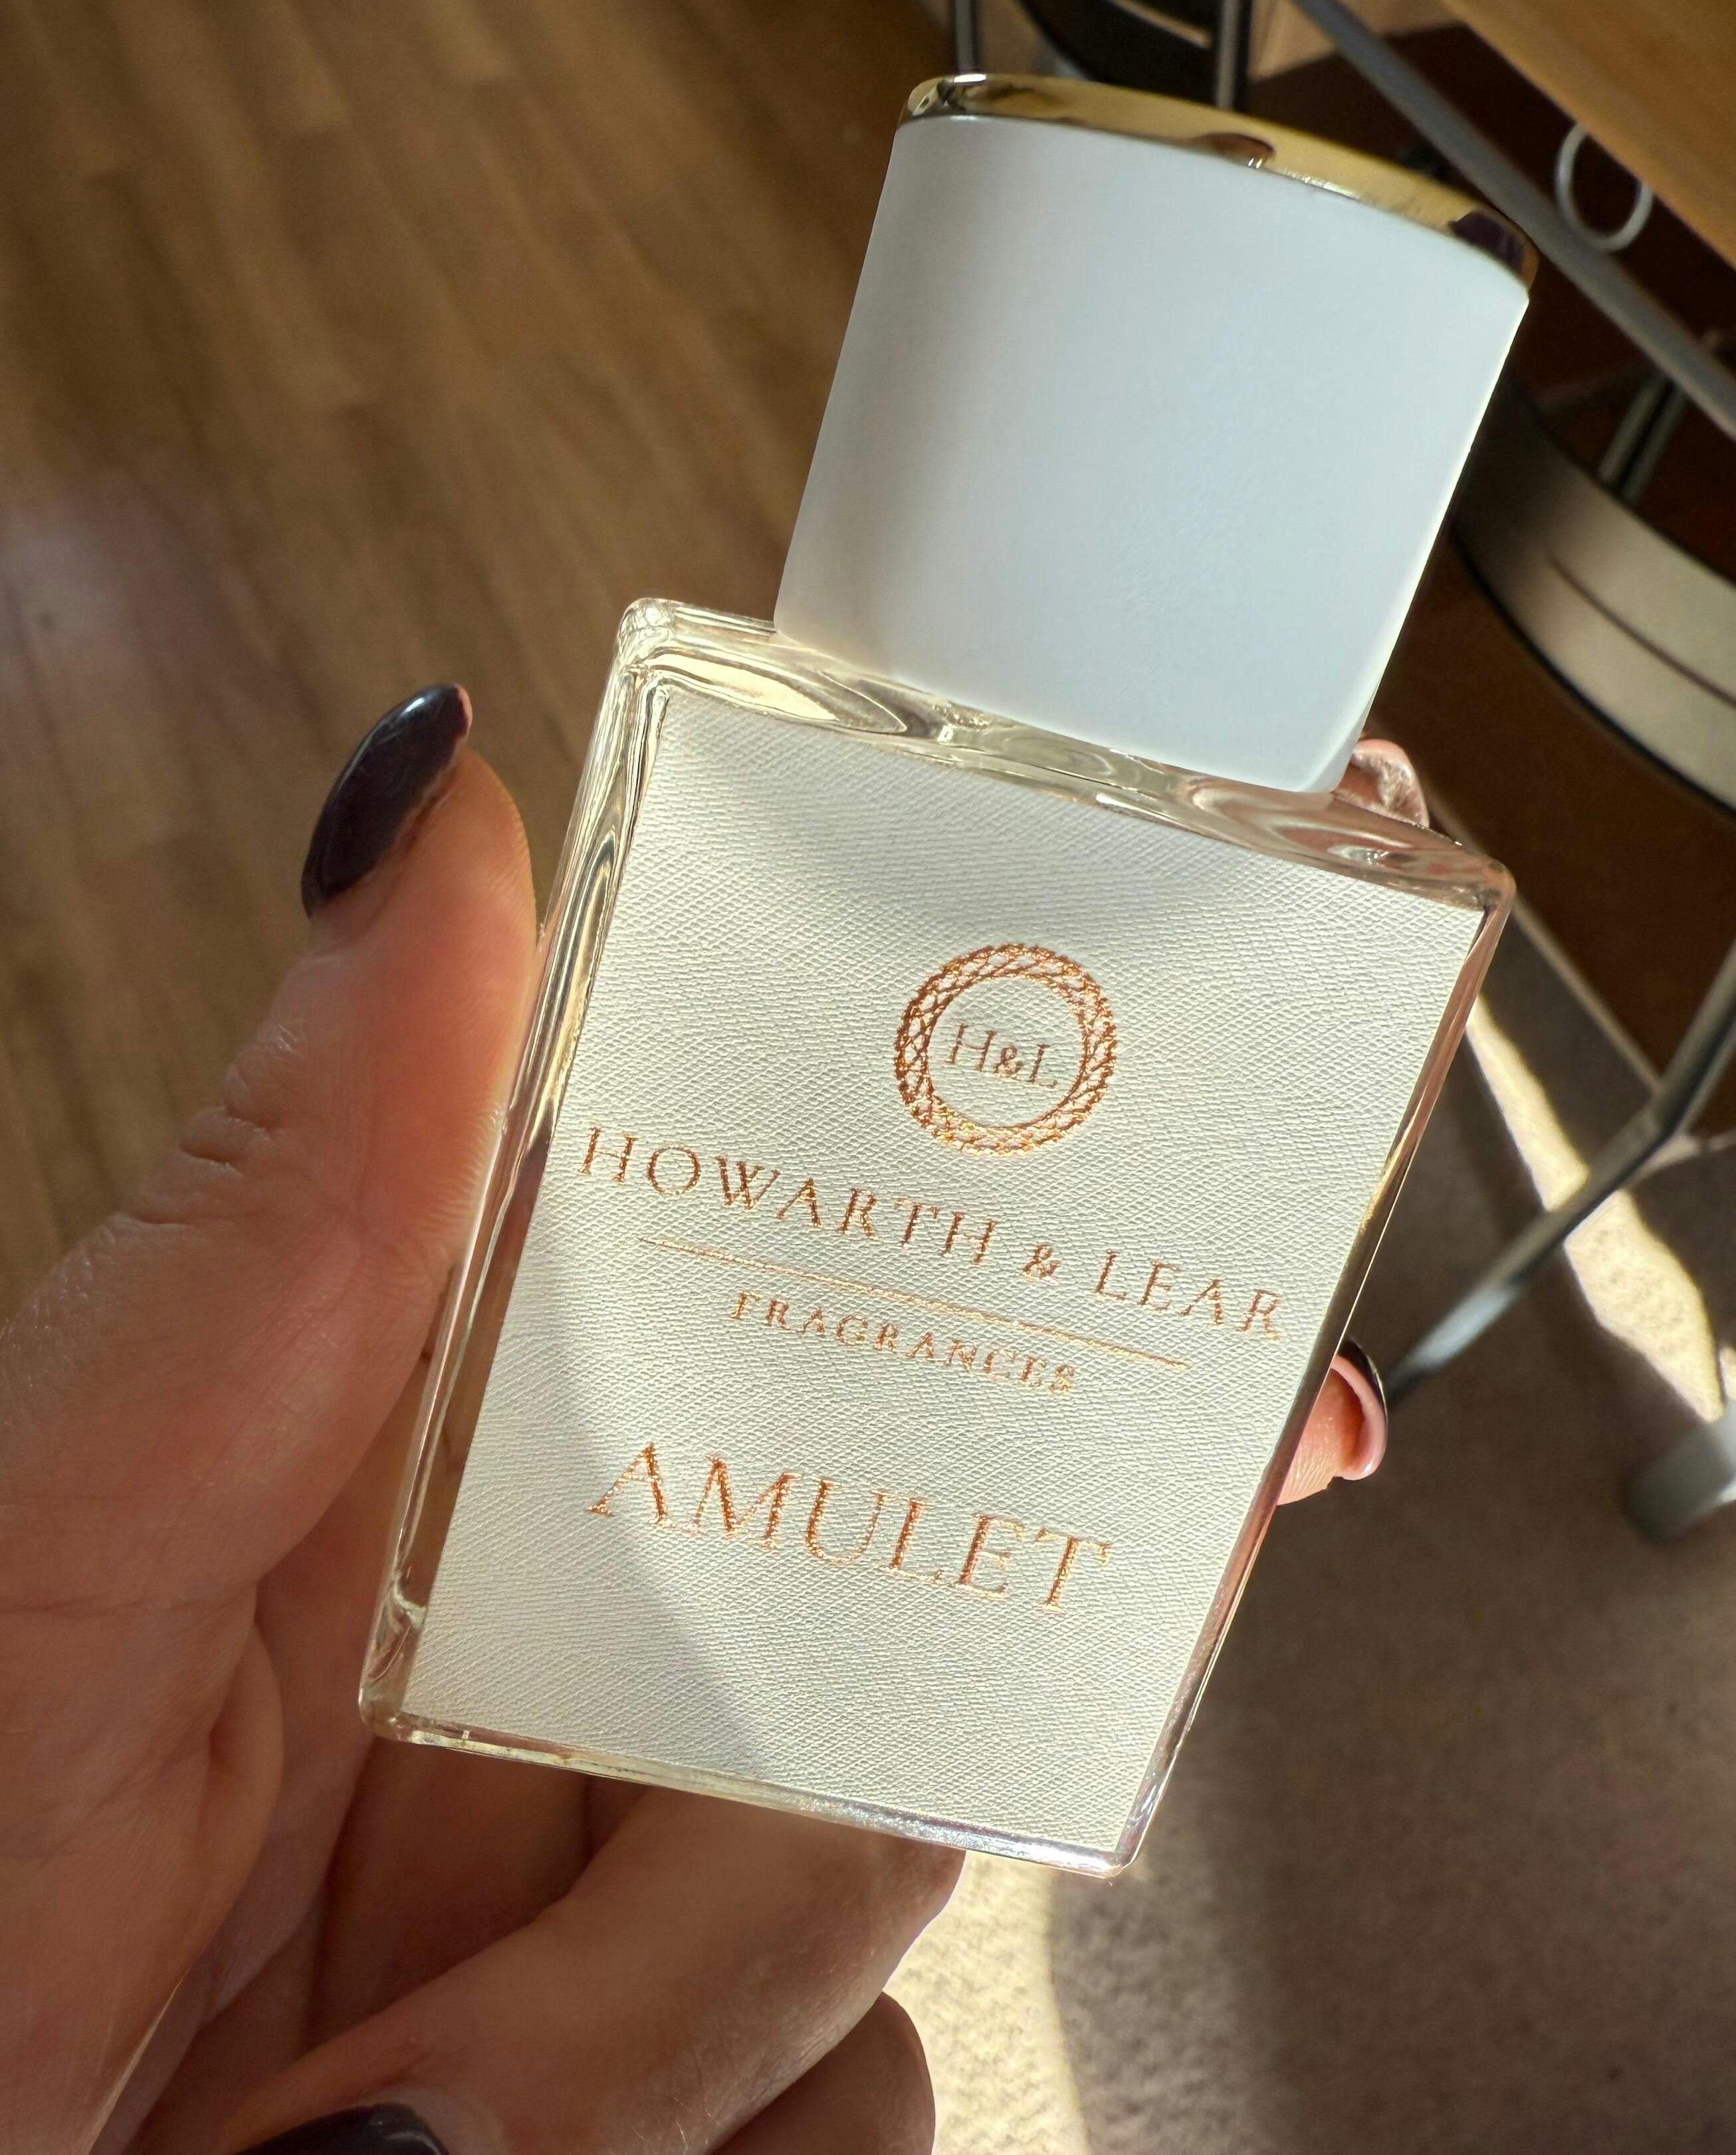 H&L
HOWARTH & LEAR
FRAGRANCES
AMULET